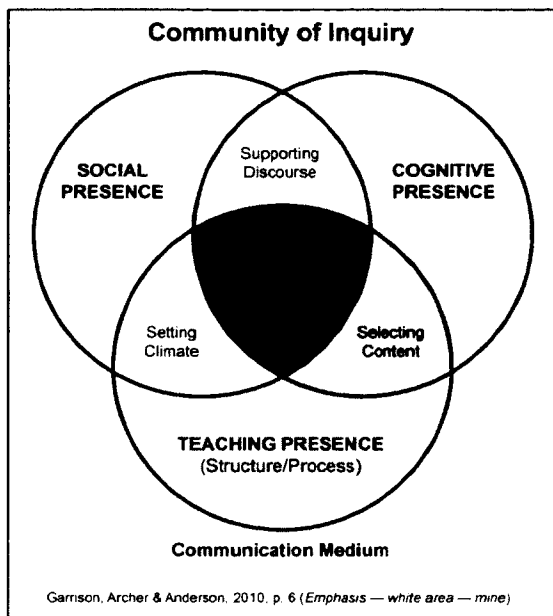 Community of Inquiry
SOCIAL
PRESENCE
Supporting
Discourse
COGNITIVE
PRESENCE
Setting
Climate
Selecting
Content
TEACHING PRESENCE
(Structure/Process)
Communication Medium
Garrison, Archer & Anderson, 2010, p. 6 (Emphasis — white area — mine)